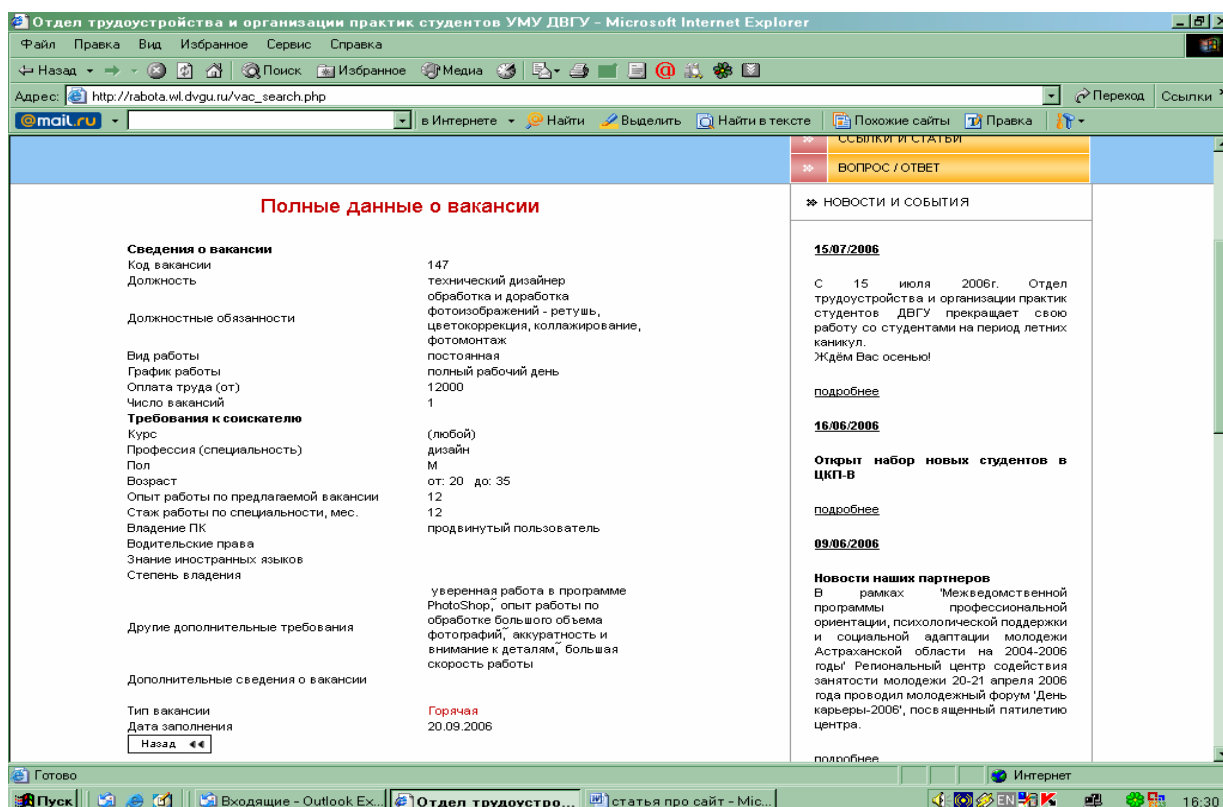 Отдел трудоустройства и организации практик студентов УМУ ДВГУ - Microsoft Internet Explorer
Файл Правка Вид Избранное Сервис Справка
Назад Поиск Избранное Медиа
Адрес: http://rabota.wl.dvgu.ru/vac_search.php Переход Ссылки
@mail.ru в Интернете Найти Выделить Найти в тексте Похожие сайты Правка
ССЫЛКИ И СТАТЬИ
ВОПРОС / ОТВЕТ
Полные данные о вакансии
Сведения о вакансии
Код вакансии 147
Должность технический дизайнер
Должностные обязанности обработка и доработка
фотоизображений - ретушь,
цветокоррекция, коллажирование,
фотомонтаж
Вид работы постоянная
График работы полный рабочий день
Оплата труда (от) 12000
Число вакансий 1
Требования к соискателю
Курс (любой)
Профессия (специальность) дизайн
Пол М
Возраст от: 20 до: 35
Опыт работы по предлагаемой вакансии 12
Стаж работы по специальности, мес. 12
Владение ПК продвинутый пользователь
Водительские права
Знание иностранных языков
Степень владения
Другие дополнительные требования уверенная работа в программе
PhotoShop, опыт работы по
обработке большого объема
фотографий, аккуратность и
внимание к деталям, большая
скорость работы
Дополнительные сведения о вакансии
Тип вакансии Горячая
Дата заполнения 20.09.2006
Назад
НОВОСТИ И СОБЫТИЯ
15/07/2006
С 15 июля 2006г. Отдел
трудоустройства и организации практик
студентов ДВГУ прекращает свою
работу со студентами на период летних
каникул.
Ждём Вас осенью!
подробнее
16/06/2006
Открыт набор новых студентов в
ЦКП-В
подробнее
09/06/2006
Новости наших партнеров
В рамках 'Межведомственной
программы профессиональной
ориентации, психологической поддержки
и социальной адаптации молодежи
Астраханской области на 2004-2006
годы' Региональный центр содействия
занятости молодежи 20-21 апреля 2006
года проводил молодежный форум 'День
карьеры-2006', посвященный пятилетию
центра.
подробнее
Готово Интернет
Пуск Входящие - Outlook Ex... Отдел трудоустро... статья про сайт - Mic... EN 16:30